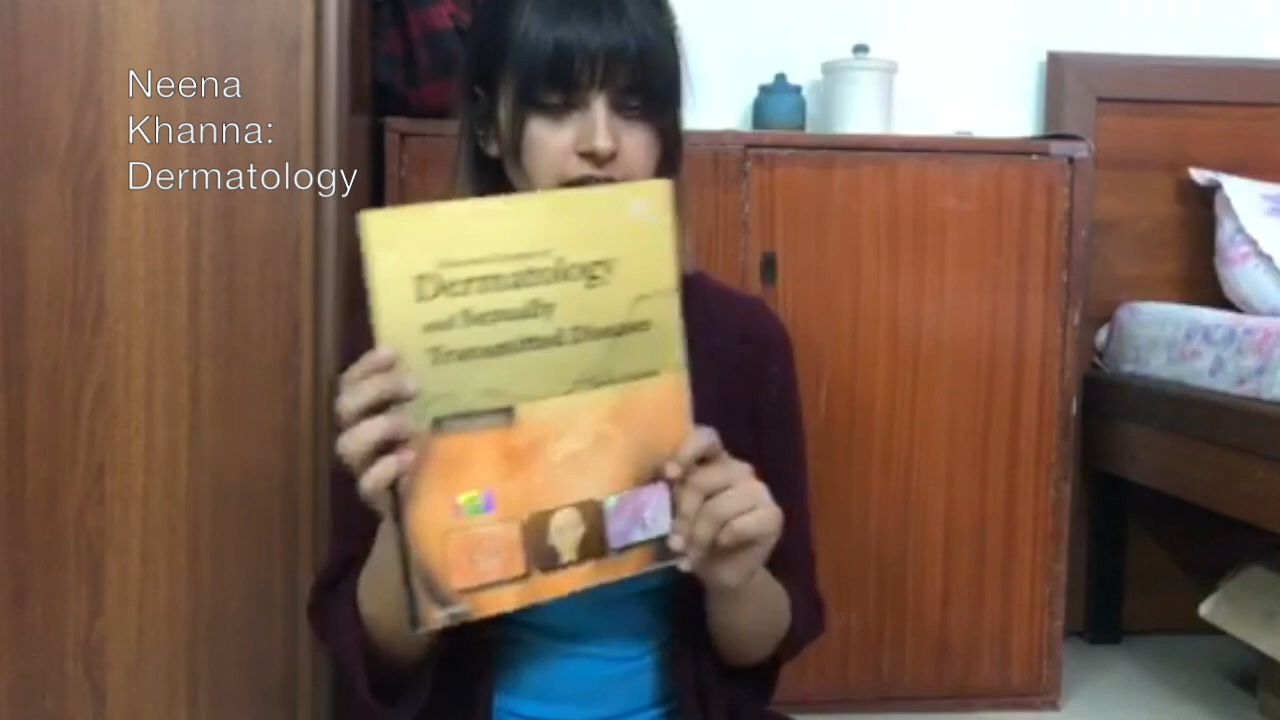 Neena
Khanna:
Dermatology
Dermatology
and Sexually
Transmitted Diseases